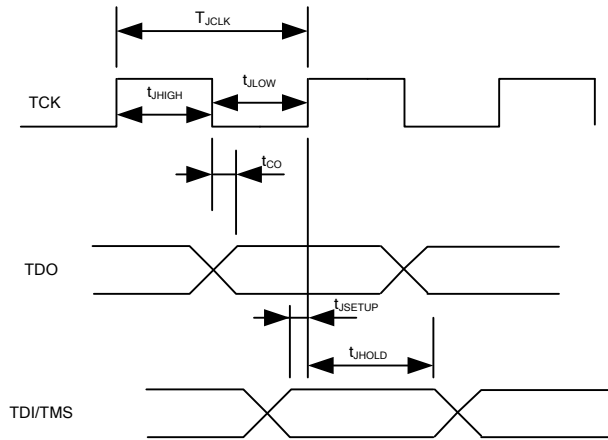 TJCLK
TCK
tJHIGH
tJLOW
tCO
TDO
tJSETUP
tJHOLD
TDI/TMS